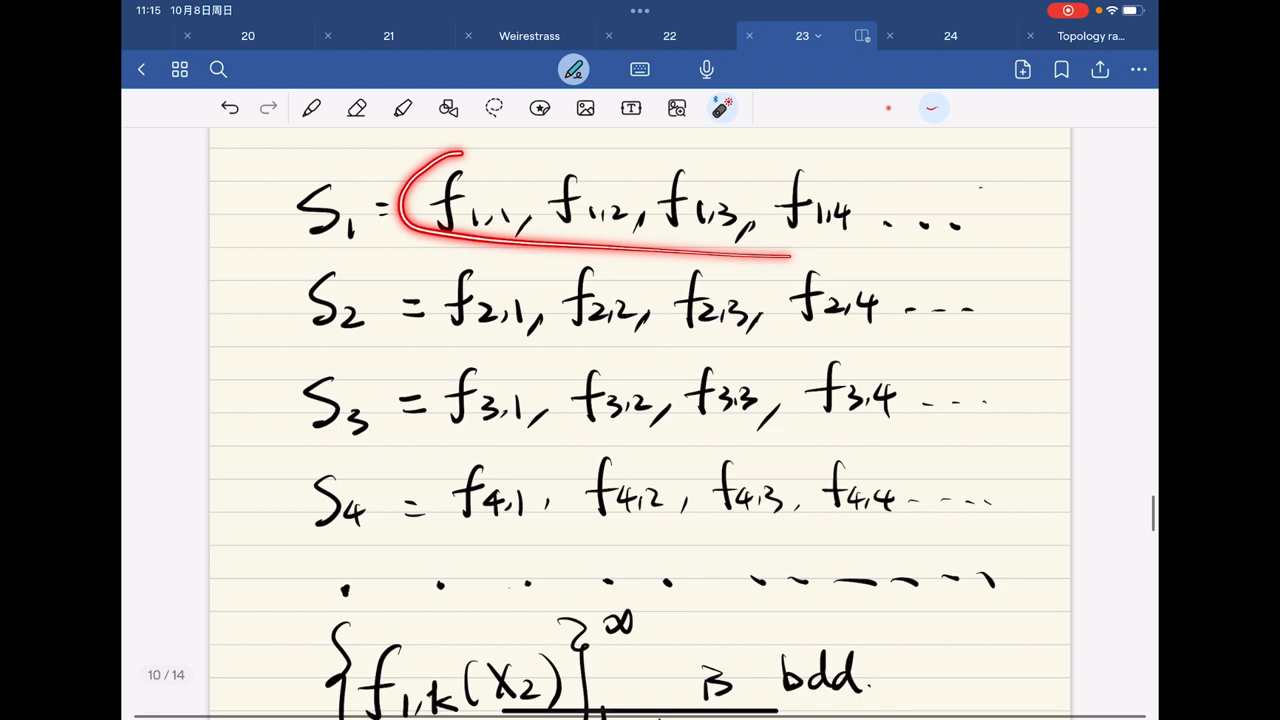 11:15 10月8日周日
20 21 Weirestrass 22 23 24 Topology ra...
S₁ = f₁,₁, f₁,₂, f₁,₃, f₁,₄ ...
S₂ = f₂,₁, f₂,₂, f₂,₃, f₂,₄ ...
S₃ = f₃,₁, f₃,₂, f₃,₃, f₃,₄ ...
S₄ = f₄,₁, f₄,₂, f₄,₃, f₄,₄ ....
{f₁,ₖ(x₂)}^∞ is bdd.
10 / 14